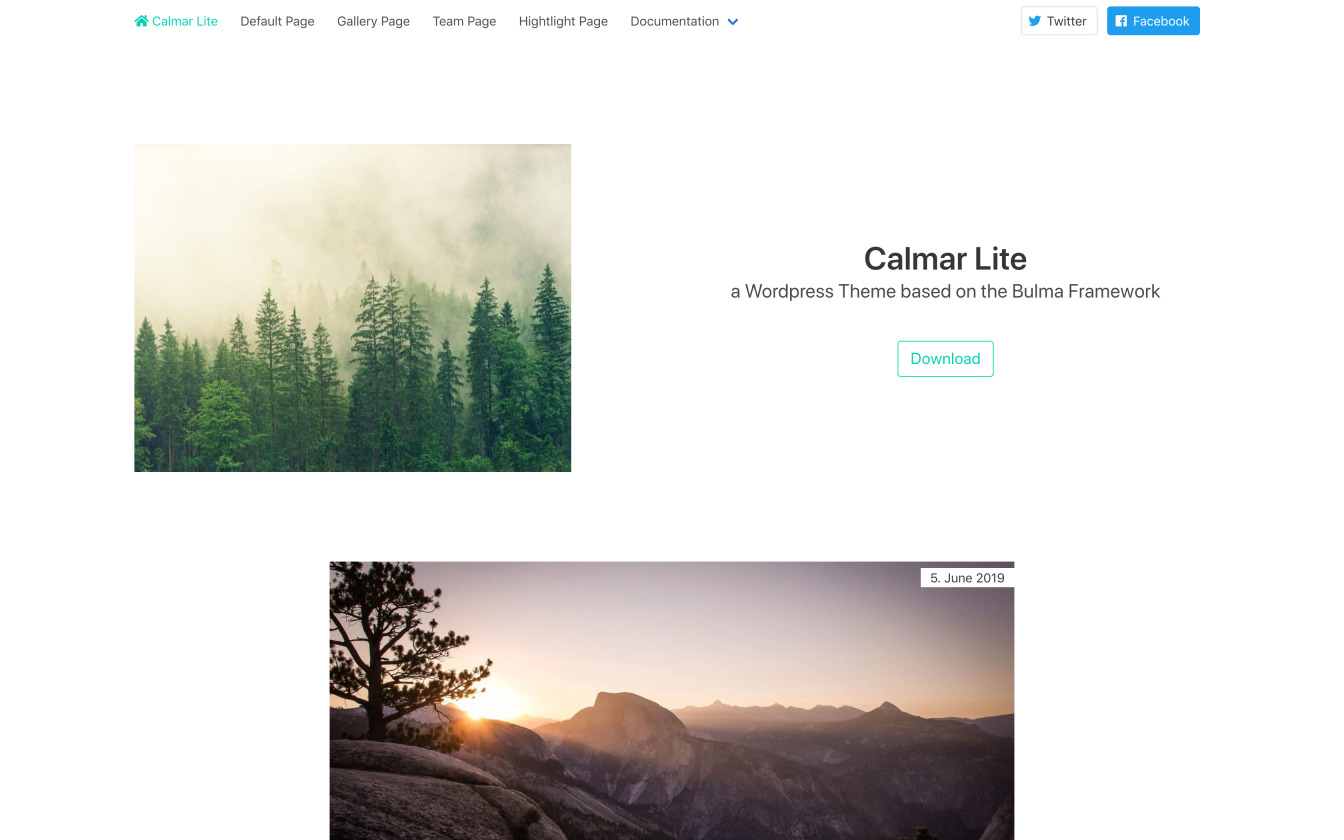 Calmar Lite Default Page Gallery Page Team Page Hightlight Page Documentation Twitter Facebook
Calmar Lite
a Wordpress Theme based on the Bulma Framework
Download
5. June 2019